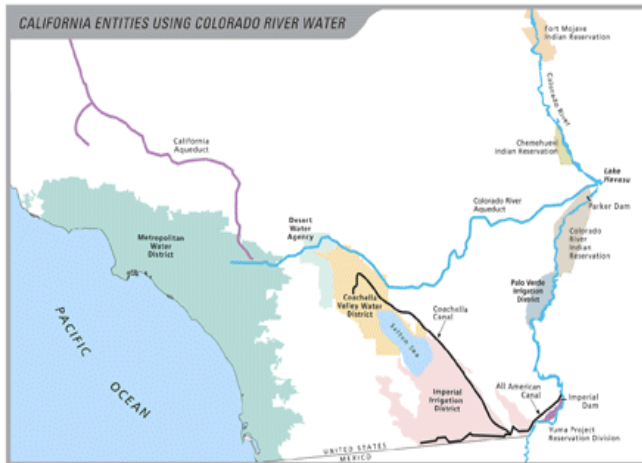 CALIFORNIA ENTITIES USING COLORADO RIVER WATER
Fort Mojave
Indian Reservation
Colorado River
California
Aqueduct
Chemehuevi
Indian Reservation
Lake
Havasu
Parker Dam
Colorado River
Aqueduct
Desert
Water
Agency
Metropolitan
Water
District
Colorado
River
Indian
Reservation
Palo Verde
Irrigation
District
Coachella
Valley Water
District
Coachella
Canal
Salton Sea
Imperial
Irrigation
District
All American
Canal
Imperial
Dam
Yuma Project
Reservation Division
PACIFIC
OCEAN
UNITED STATES
MEXICO